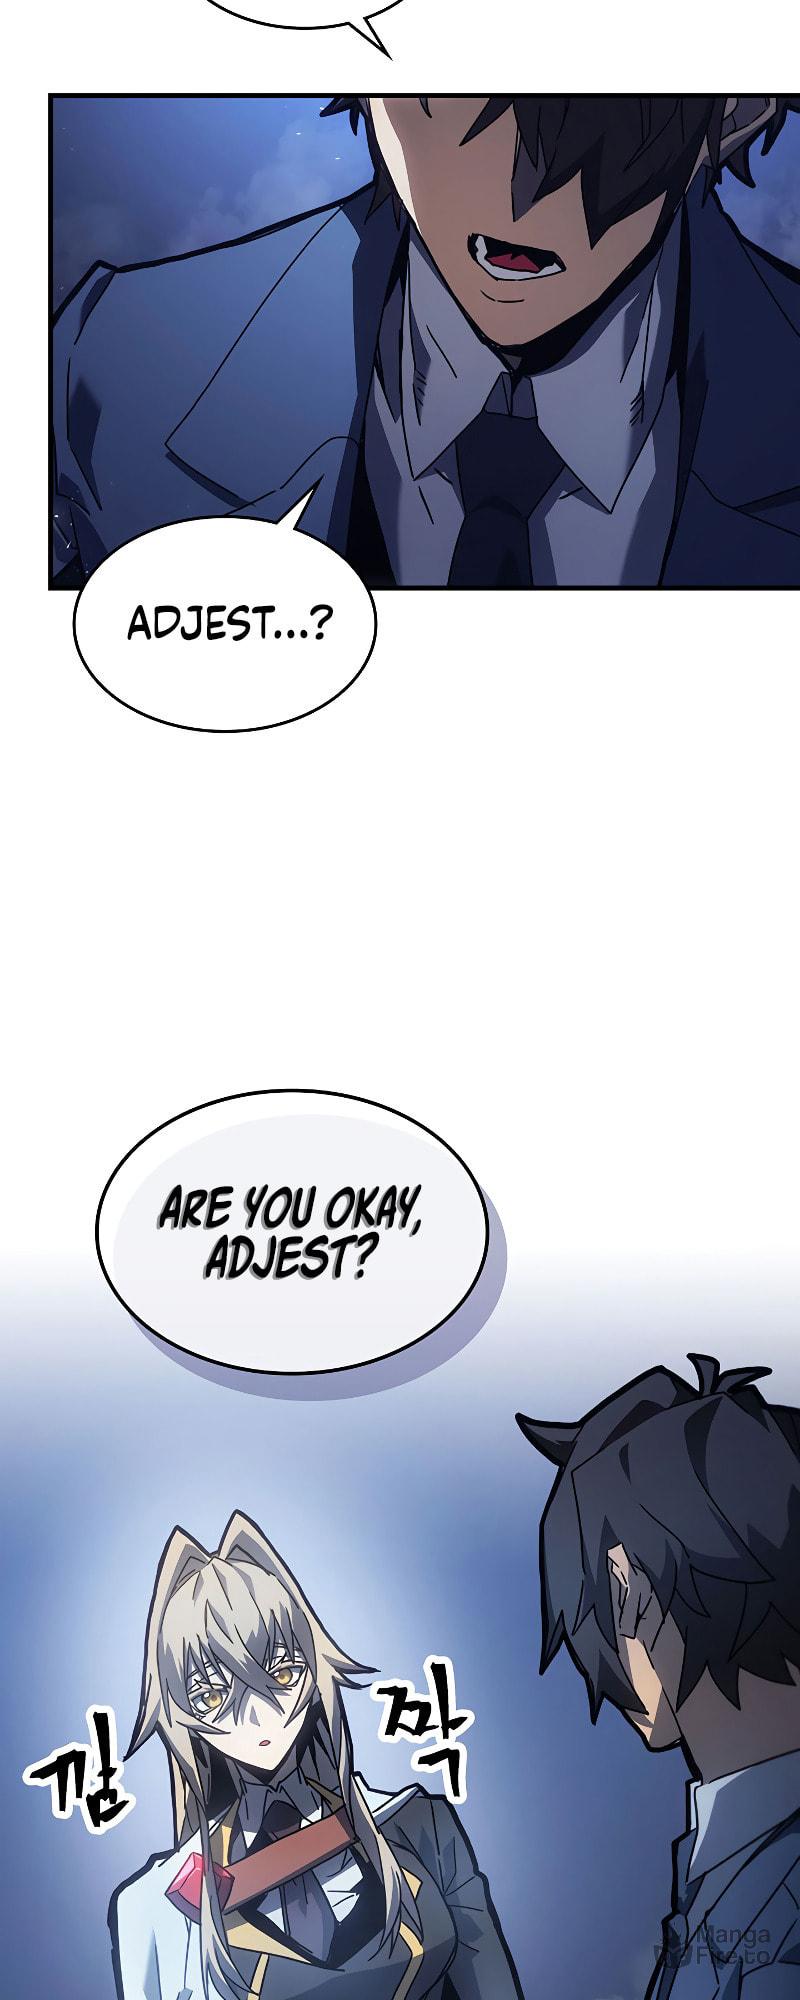 ADJEST...?
ARE YOU OKAY,
ADJEST?
깜
짝
Manga
Fire.to